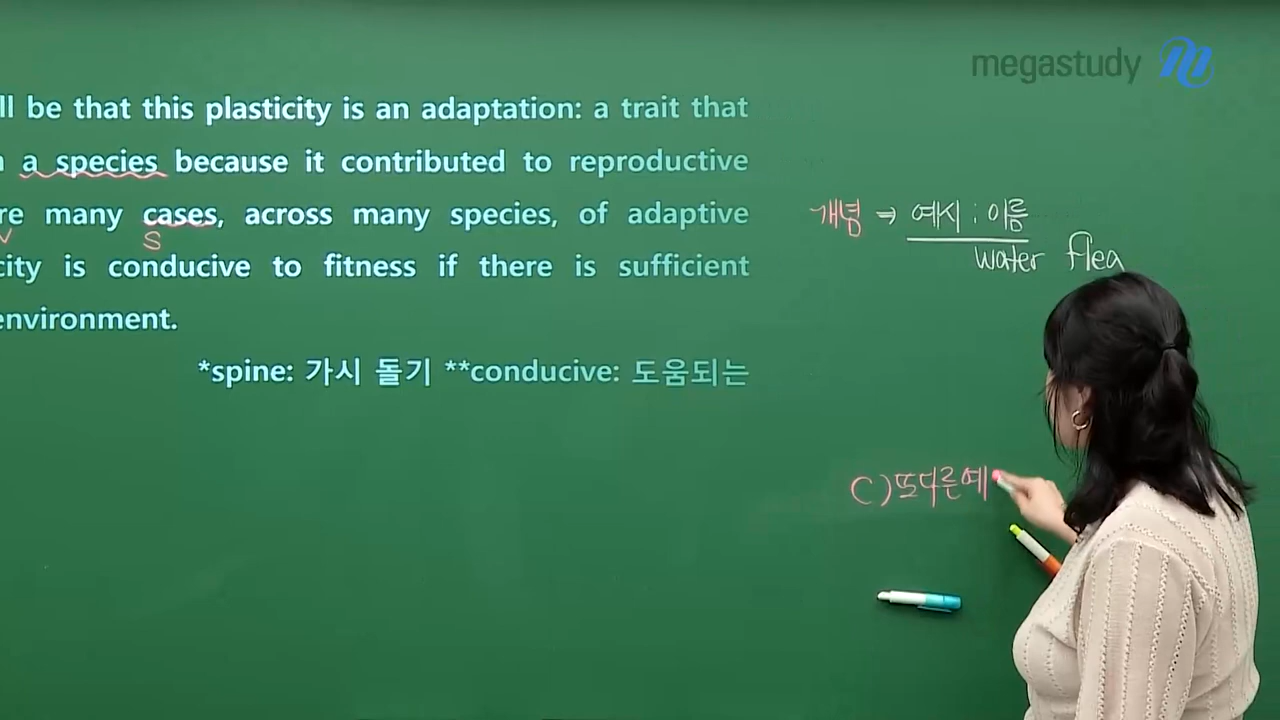 megastudy
ll be that this plasticity is an adaptation: a trait that
a species because it contributed to reproductive
re many cases, across many species, of adaptive
V
S
city is conducive to fitness if there is sufficient
environment.
*spine: 가시 돌기 **conducive: 도움되는
개념 ⇒ 예시 : 이름
water flea
C) 또다른예시